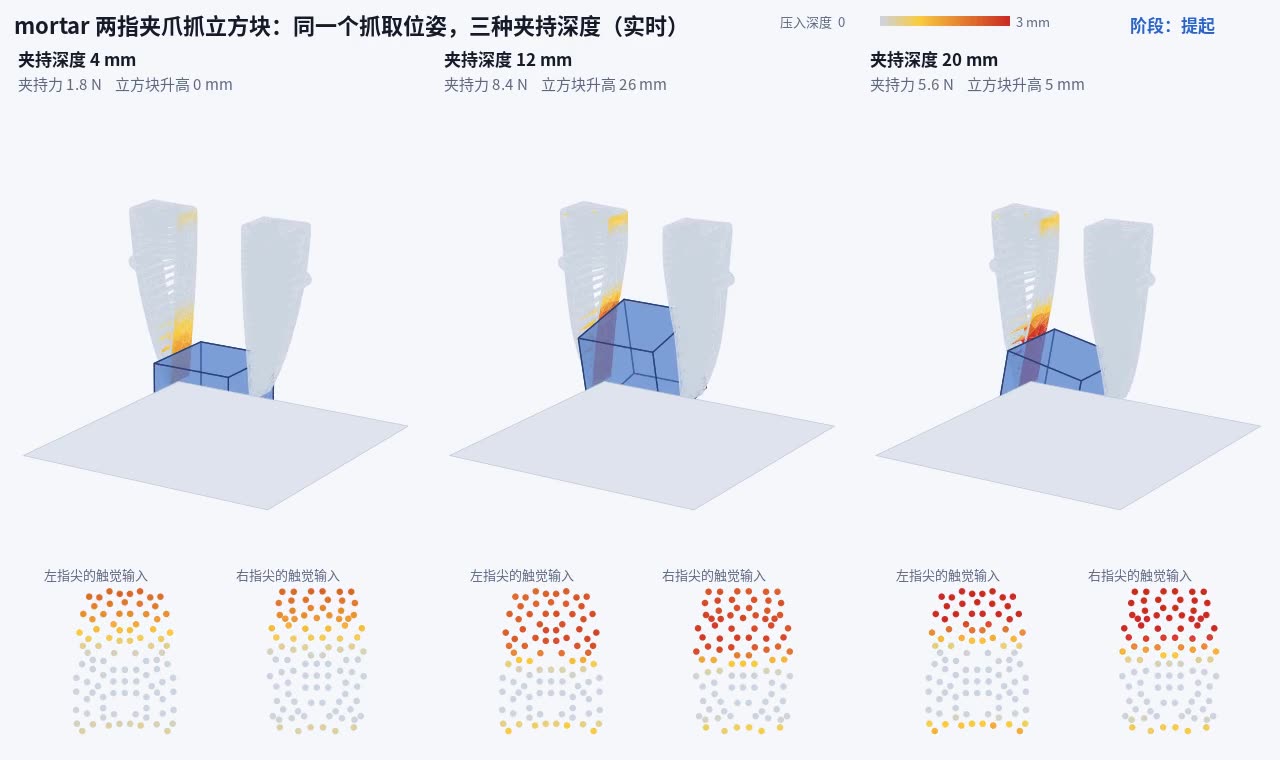 mortar 两指夹爪抓立方块：同一个抓取位姿，三种夹持深度（实时）
压入深度 0
3 mm
阶段：提起
夹持深度 4 mm
夹持力 1.8 N 立方块升高 0 mm
夹持深度 12 mm
夹持力 8.4 N 立方块升高 26 mm
夹持深度 20 mm
夹持力 5.6 N 立方块升高 5 mm
左指尖的触觉输入
右指尖的触觉输入
左指尖的触觉输入
右指尖的触觉输入
左指尖的触觉输入
右指尖的触觉输入